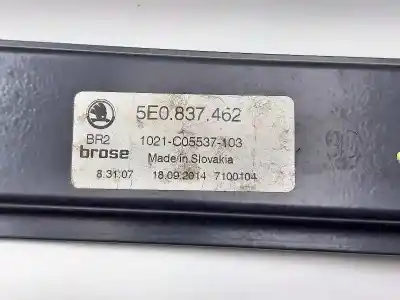 5E0.837.462
BR2 1021-C05537-103
brose Made in Slovakia
8.31:07 18.09.2014 7100104